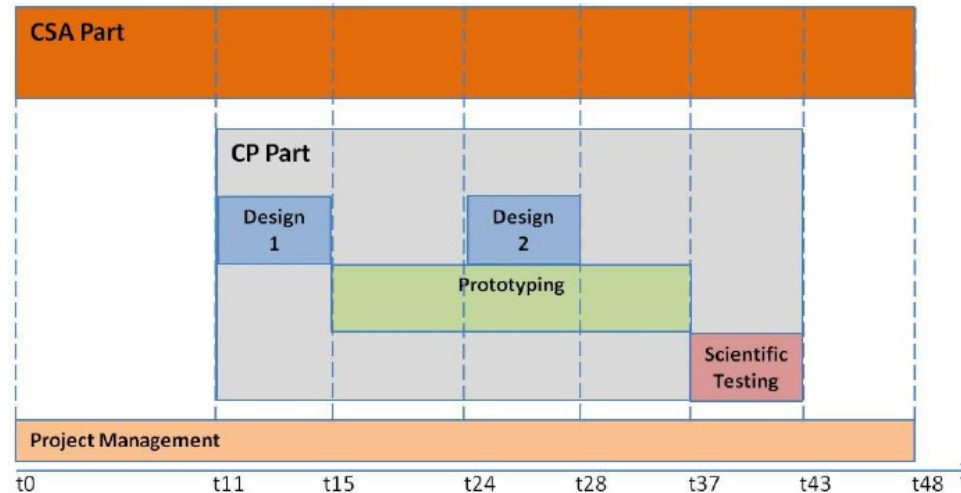 CSA Part
CP Part
Design
1
Design
2
Prototyping
Scientific
Testing
Project Management
t0 t11 t15 t24 t28 t37 t43 t48